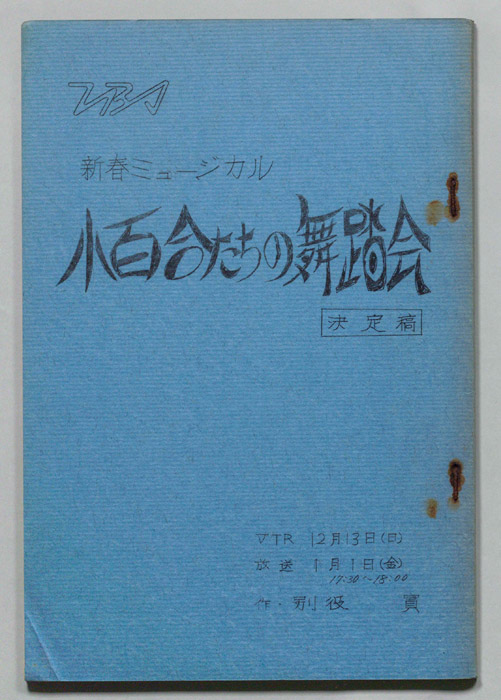 新春ミュージカル
小百合たちの舞踏会
決定稿
VTR 12月13日(日)
放送 1月1日(金)
17:30〜18:00
作・別役 實